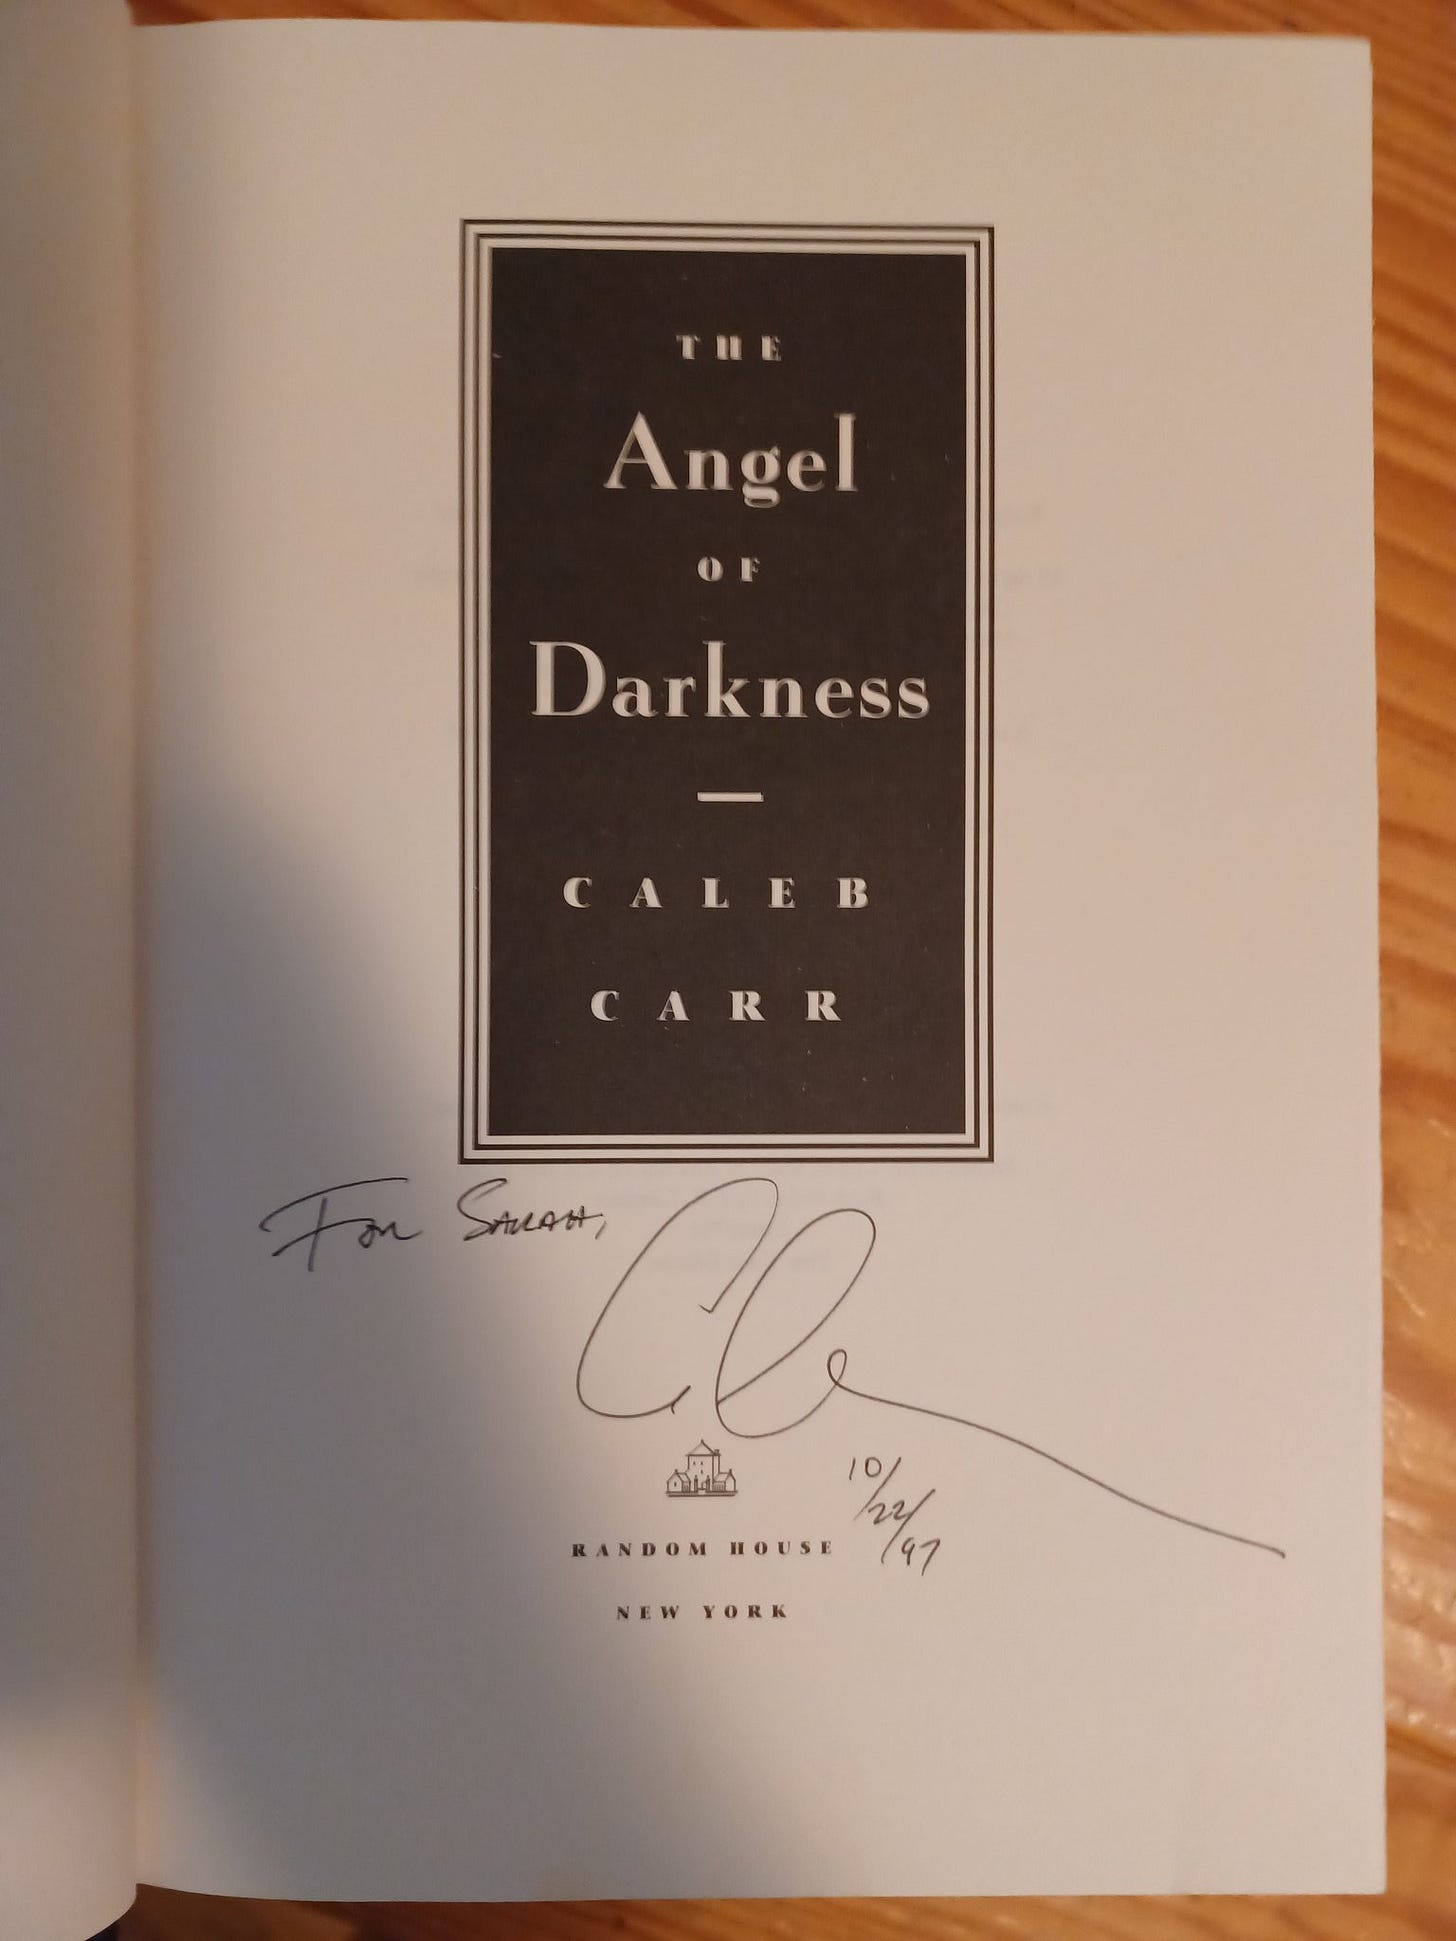 THE
Angel
OF
Darkness
—
CALEB
CARR
For Sarah,
10/
22/
97
RANDOM HOUSE
NEW YORK